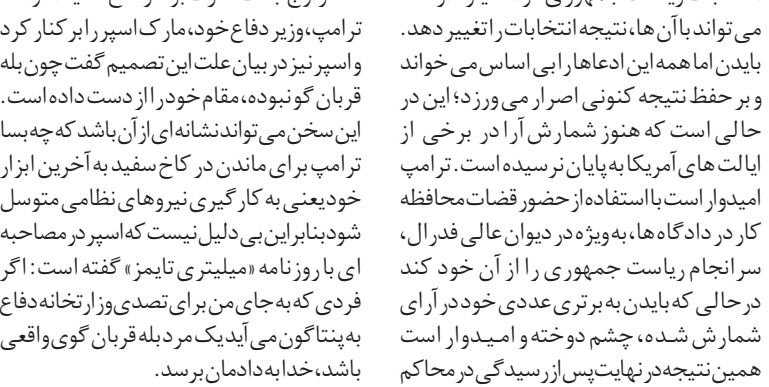 می‌تواند با آن ها، نتیجه انتخابات را تغییر دهد.
بایدن اما همه این ادعاها را بی اساس می خواند
و بر حفظ نتیجه کنونی اصرار می ورزد؛ این در
حالی است که هنوز شمارش آرا در برخی از
ایالت های آمریکا به پایان نرسیده است. ترامپ
امیدوار است با استفاده از حضور قضات محافظه
کار در دادگاه ها، به ویژه در دیوان عالی فدرال،
سرانجام ریاست جمهوری را از آن خود کند
درحالی که بایدن به برتری عددی خود در آرای
شمارش شده، چشم دوخته و امیدوار است
همین نتیجه در نهایت پس از رسیدگی در محاکم
ترامپ، وزیر دفاع خود، مارک اسپر را بر کنار کرد
و اسپر نیز در بیان علت این تصمیم گفت چون بله
قربان گو نبوده، مقام خود را از دست داده است.
این سخن می تواند نشانه ای از آن باشد که چه بسا
ترامپ برای ماندن در کاخ سفید به آخرین ابزار
خود یعنی به کار گیری نیروهای نظامی متوسل
شود بنابراین بی دلیل نیست که اسپر در مصاحبه
ای با روزنامه «میلیتری تایمز» گفته است: اگر
فردی که به جای من برای تصدی وزارتخانه دفاع
به پنتاگون می آید یک مرد بله قربان گوی واقعی
باشد، خدا به دادمان برسد.